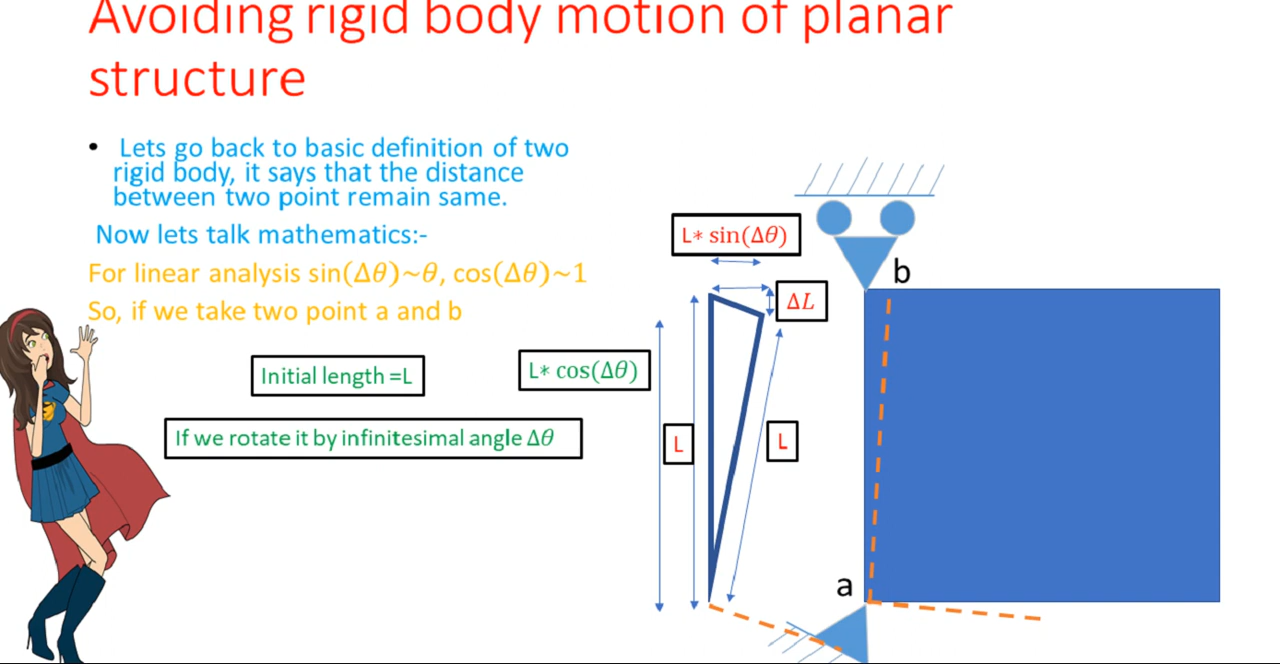 Avoiding rigid body motion of planar
structure
• Lets go back to basic definition of two
rigid body, it says that the distance
between two point remain same.
Now lets talk mathematics:-
For linear analysis sin(Δθ)~θ, cos(Δθ)~1
So, if we take two point a and b
Initial length =L
If we rotate it by infinitesimal angle Δθ
L* sin(Δθ)
ΔL
L* cos(Δθ)
L
L
b
a